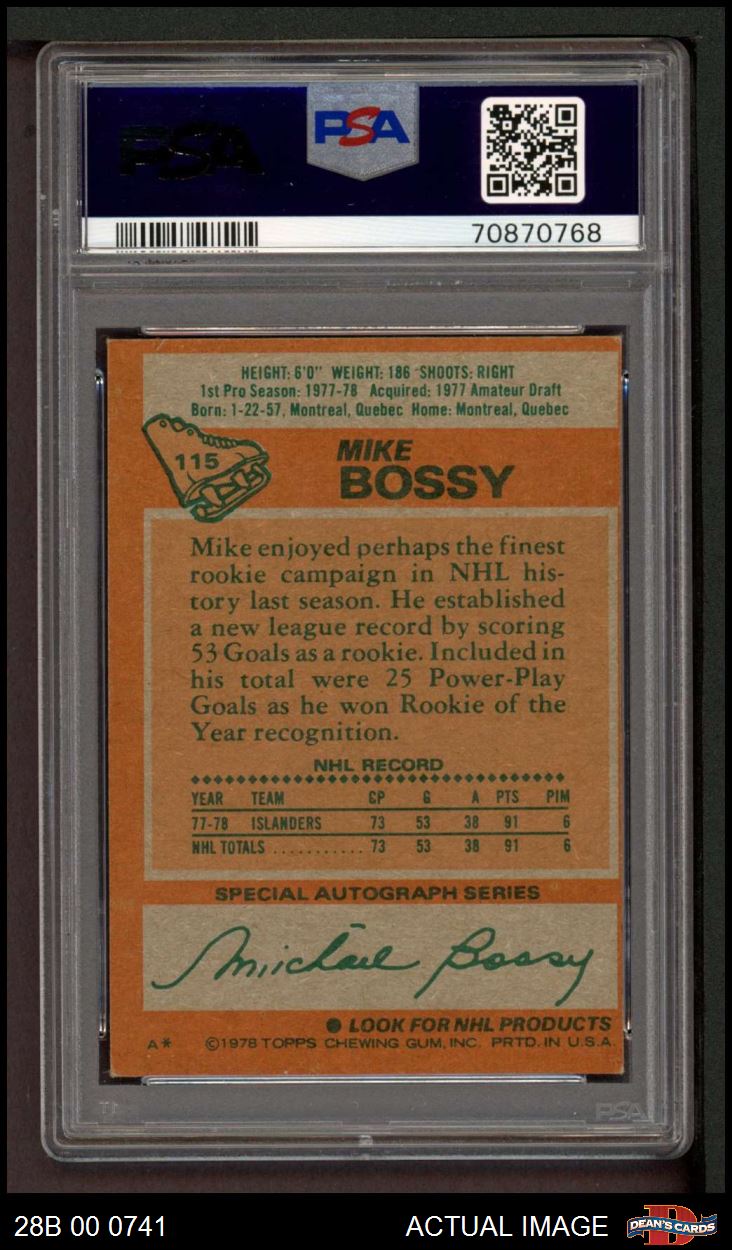 PSA
PSA
70870768
HEIGHT: 6'0" WEIGHT: 186 SHOOTS: RIGHT
1st Pro Season: 1977-78 Acquired: 1977 Amateur Draft
Born: 1-22-57, Montreal, Quebec Home: Montreal, Quebec
115
MIKE
BOSSY
Mike enjoyed perhaps the finest
rookie campaign in NHL his-
tory last season. He established
a new league record by scoring
53 Goals as a rookie. Included in
his total were 25 Power-Play
Goals as he won Rookie of the
Year recognition.
NHL RECORD
YEAR TEAM GP G A PTS PIM
77-78 ISLANDERS 73 53 38 91 6
NHL TOTALS ........... 73 53 38 91 6
SPECIAL AUTOGRAPH SERIES
Michael Bossy
● LOOK FOR NHL PRODUCTS
A* ©1978 TOPPS CHEWING GUM, INC. PRTD. IN U.S.A.
PSA
28B 00 0741 ACTUAL IMAGE
DEAN'S CARDS